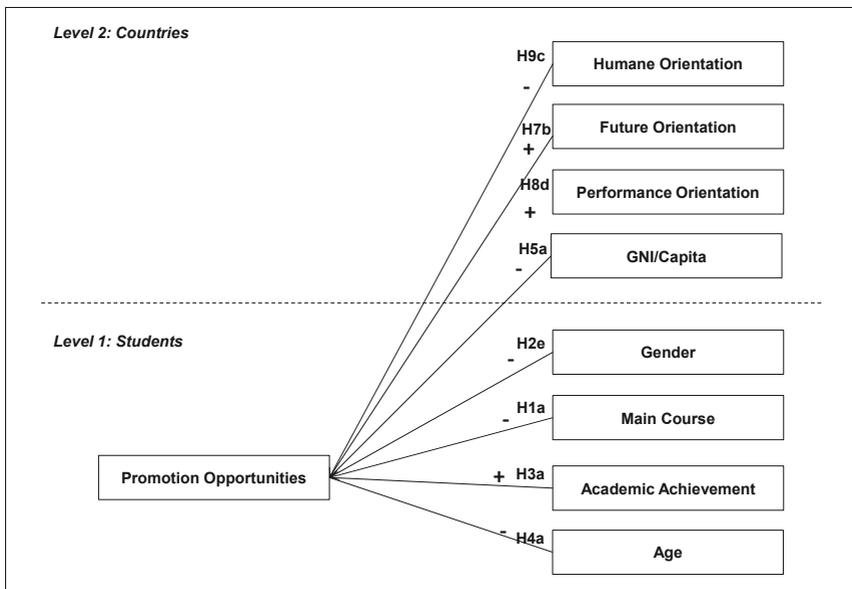 Level 2: Countries
H9c
-
Humane Orientation
H7b
+
Future Orientation
H8d
+
Performance Orientation
H5a
-
GNI/Capita
Level 1: Students
H2e
-
Gender
H1a
-
Main Course
Promotion Opportunities
+ H3a
Academic Achievement
- H4a
Age